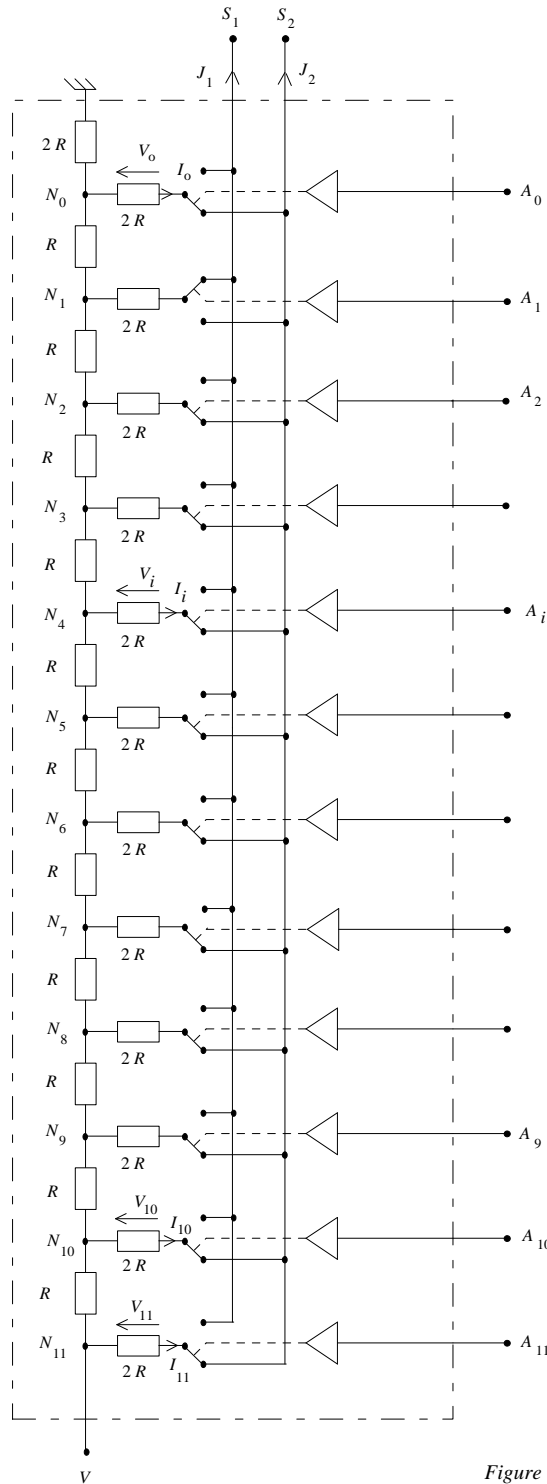 S1 S2
J1 J2
2 R
Vo Io
N0 2 R A0
R
N1 2 R A1
R
N2 2 R A2
R
N3 2 R
R
Vi Ii
N4 2 R Ai
R
N5 2 R
R
N6 2 R
R
N7 2 R
R
N8 2 R
R
N9 2 R A9
R
V10 I10
N10 2 R A10
R
V11
N11 2 R I11 A11
V
Figure